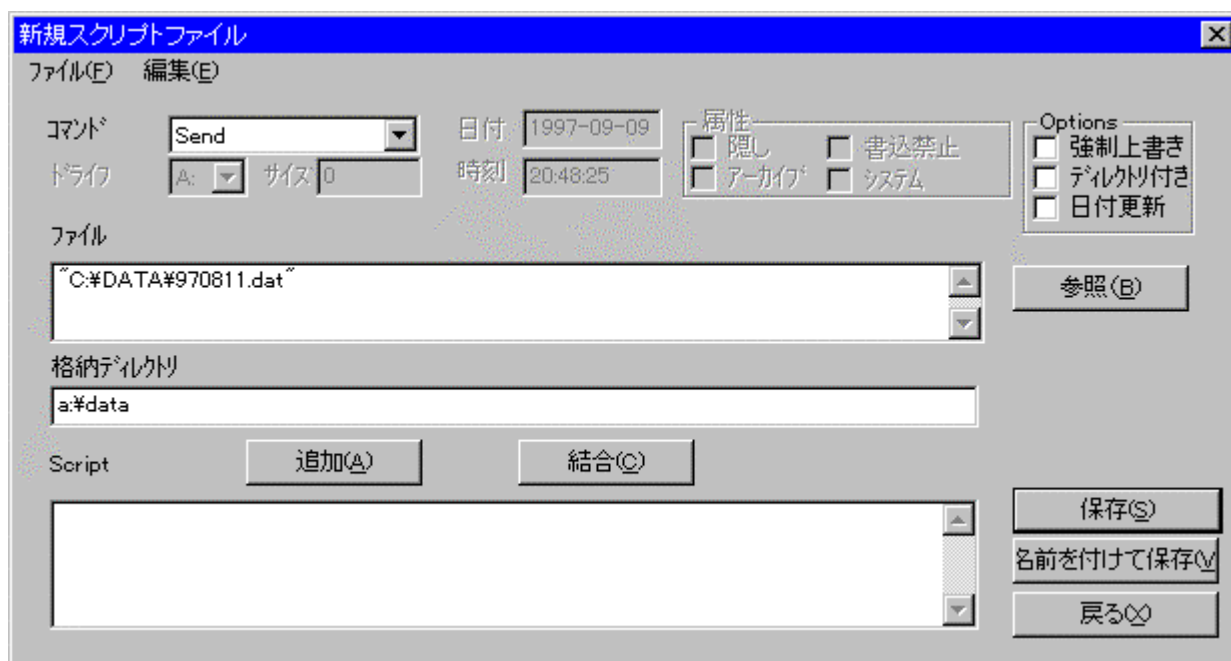 新規スクリプトファイル
ファイル(F) 編集(E)
コマンド Send 日付 1997-09-09 属性 隠し 書込禁止 Options 強制上書き
ドライブ A: サイズ 0 時刻 20:48:25 アーカイブ システム ディレクトリ付き
日付更新
ファイル
"C:¥DATA¥970811.dat"
参照(B)
格納ディレクトリ
a:¥data
Script 追加(A) 結合(C)
保存(S)
名前を付けて保存(V
戻る(X)